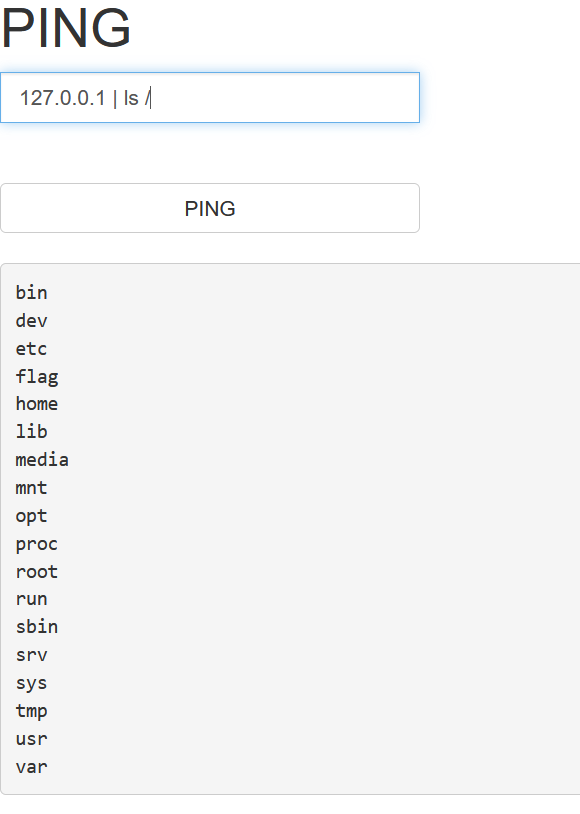 PING
127.0.0.1 | ls /
PING
bin
dev
etc
flag
home
lib
media
mnt
opt
proc
root
run
sbin
srv
sys
tmp
usr
var